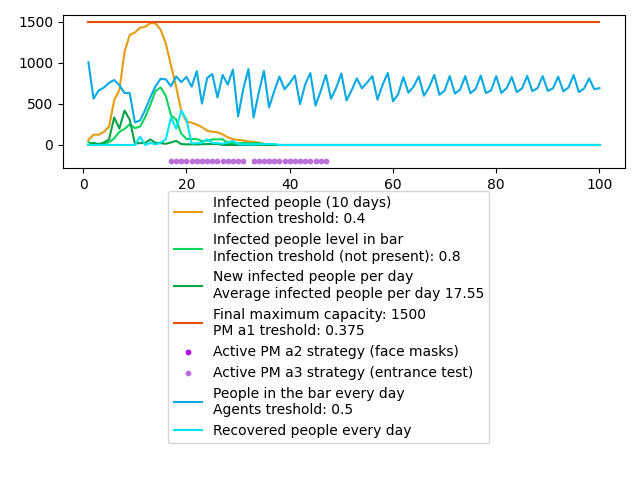 1500
1000
500
0
0
20
40
60
80
100
Infected people (10 days)
Infection treshold: 0.4
Infected people level in bar
Infection treshold (not present): 0.8
New infected people per day
Average infected people per day 17.55
Final maximum capacity: 1500
PM a1 treshold: 0.375
Active PM a2 strategy (face masks)
Active PM a3 strategy (entrance test)
People in the bar every day
Agents treshold: 0.5
Recovered people every day